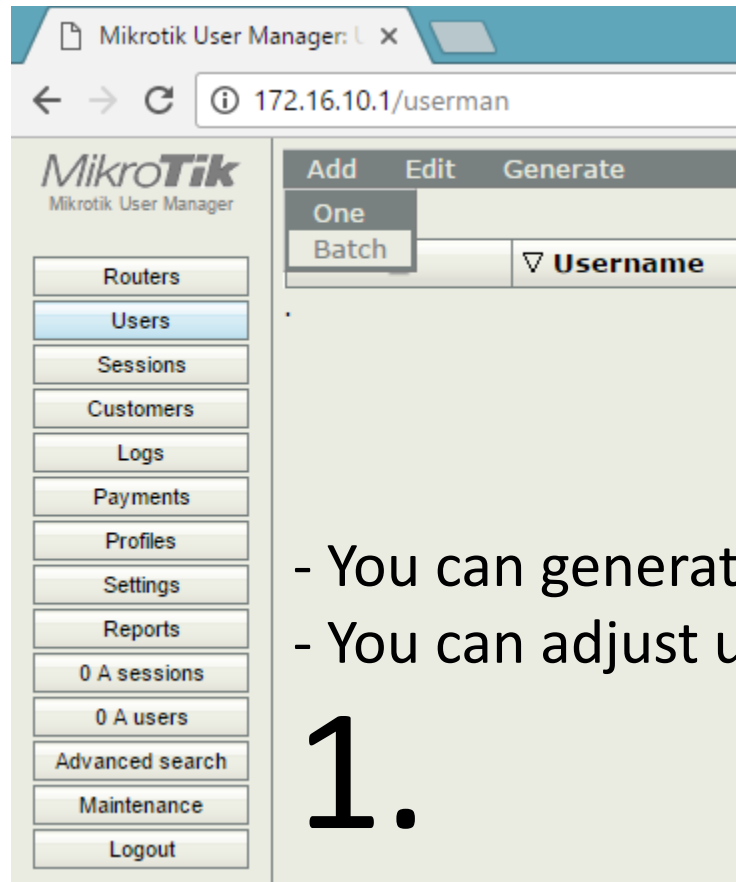 Mikrotik User Manager:
172.16.10.1/userman
MikroTik
Mikrotik User Manager
Add Edit Generate
One
Batch
▽ Username
Routers
Users
Sessions
Customers
Logs
Payments
Profiles
Settings
Reports
0 A sessions
0 A users
Advanced search
Maintenance
Logout
.
- You can generat
- You can adjust u
1.